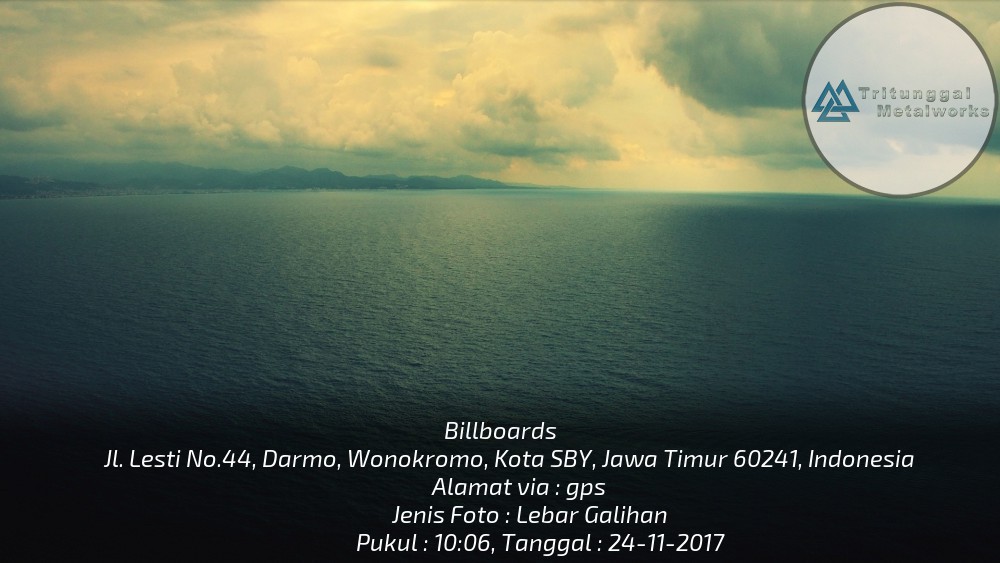 Tritunggal
Metalworks
Billboards
Jl. Lesti No.44, Darmo, Wonokromo, Kota SBY, Jawa Timur 60241, Indonesia
Alamat via : gps
Jenis Foto : Lebar Galihan
Pukul : 10:06, Tanggal : 24-11-2017